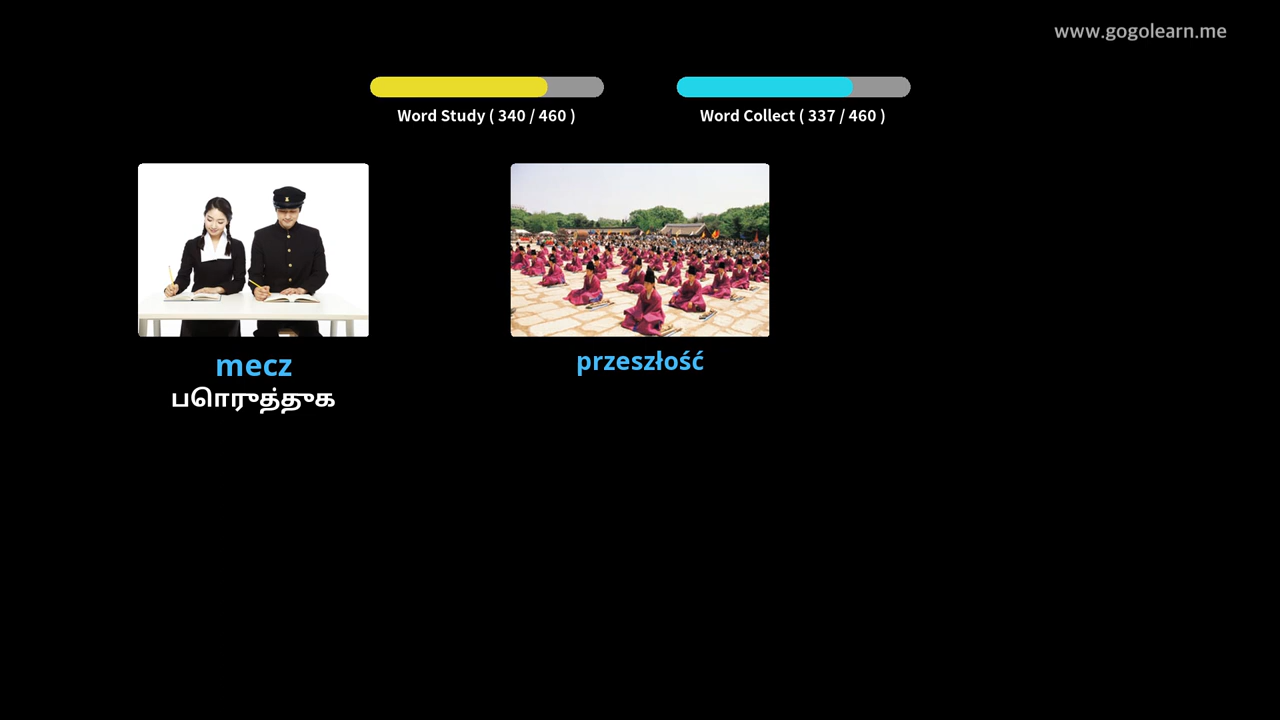 www.gogolearn.me
Word Study ( 340 / 460 )
Word Collect ( 337 / 460 )
mecz
பொருத்துக
przeszłość